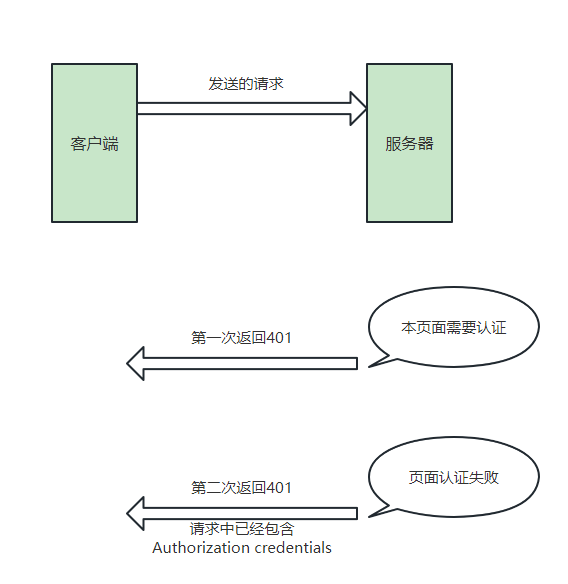 发送的请求
客户端
服务器
本页面需要认证
第一次返回401
页面认证失败
第二次返回401
请求中已经包含
Authorization credentials